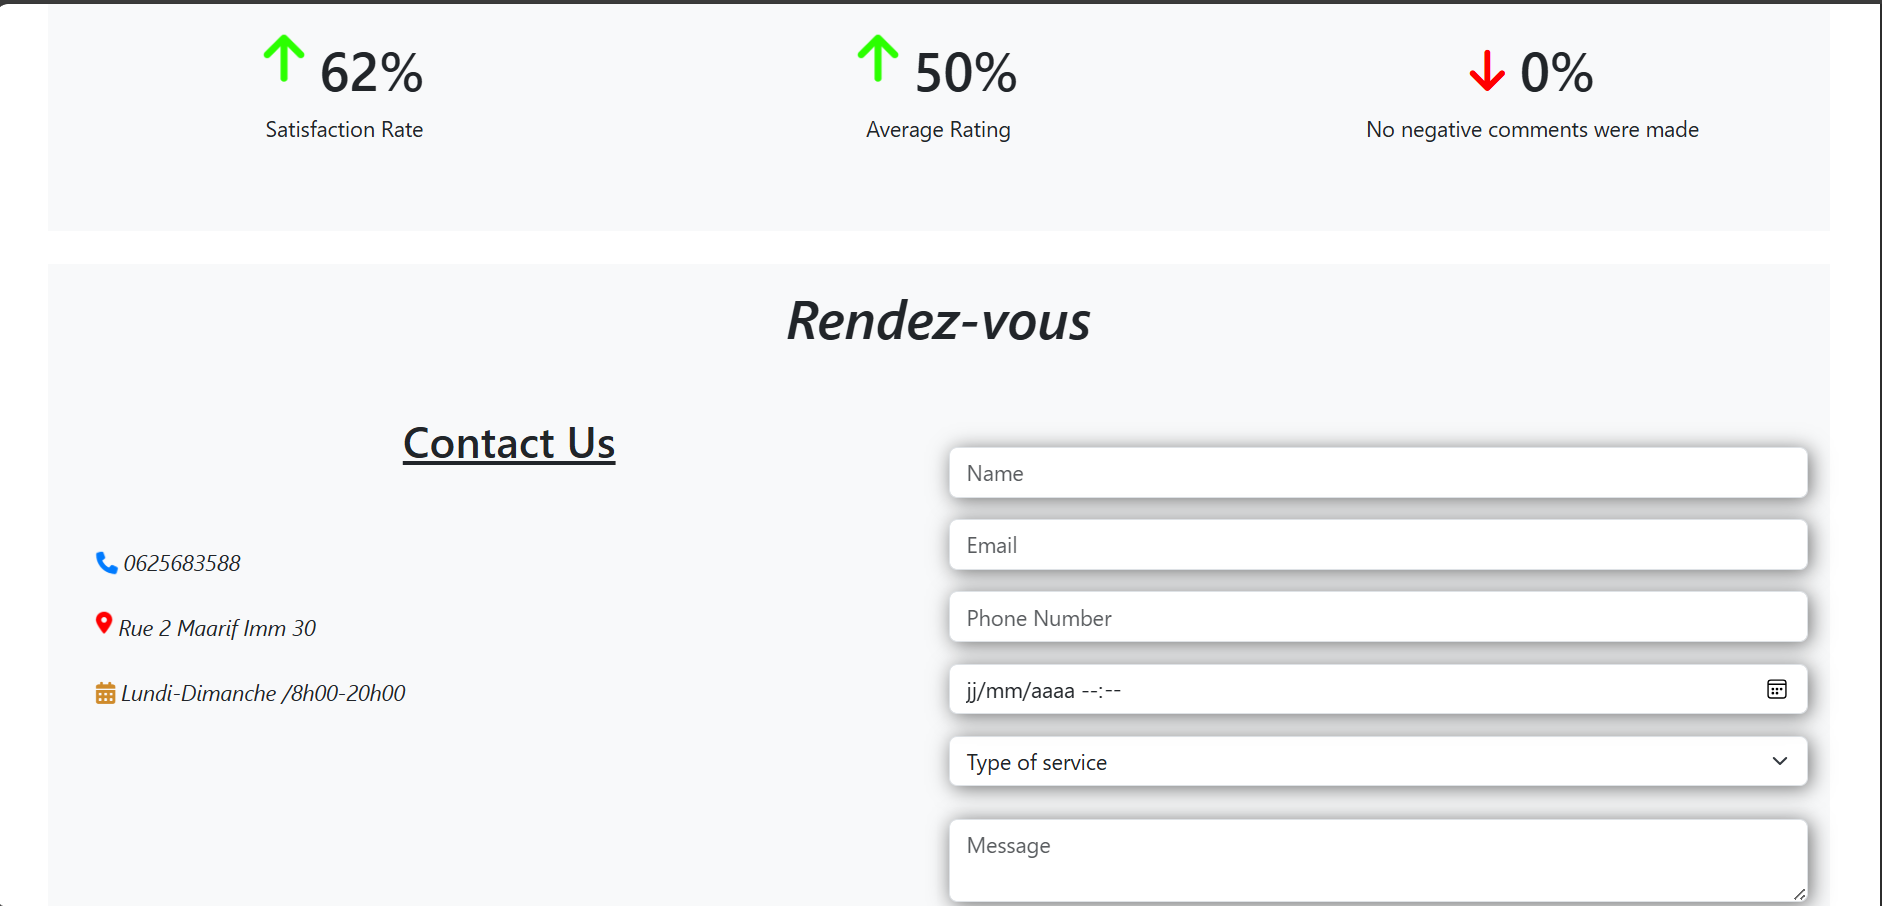 62%
50%
0%
Satisfaction Rate
Average Rating
No negative comments were made
Rendez-vous
Contact Us
0625683588
Rue 2 Maarif Imm 30
Lundi-Dimanche /8h00-20h00
Name
Email
Phone Number
jj/mm/aaaa --:--
Type of service
Message